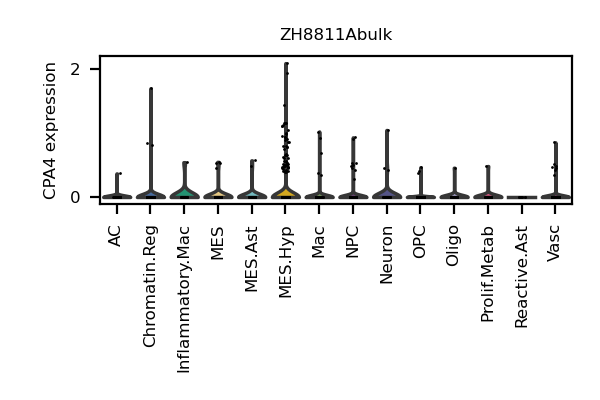 ZH8811Abulk
CPA4 expression
2
0
AC
Chromatin.Reg
Inflammatory.Mac
MES
MES.Ast
MES.Hyp
Mac
NPC
Neuron
OPC
Oligo
Prolif.Metab
Reactive.Ast
Vasc